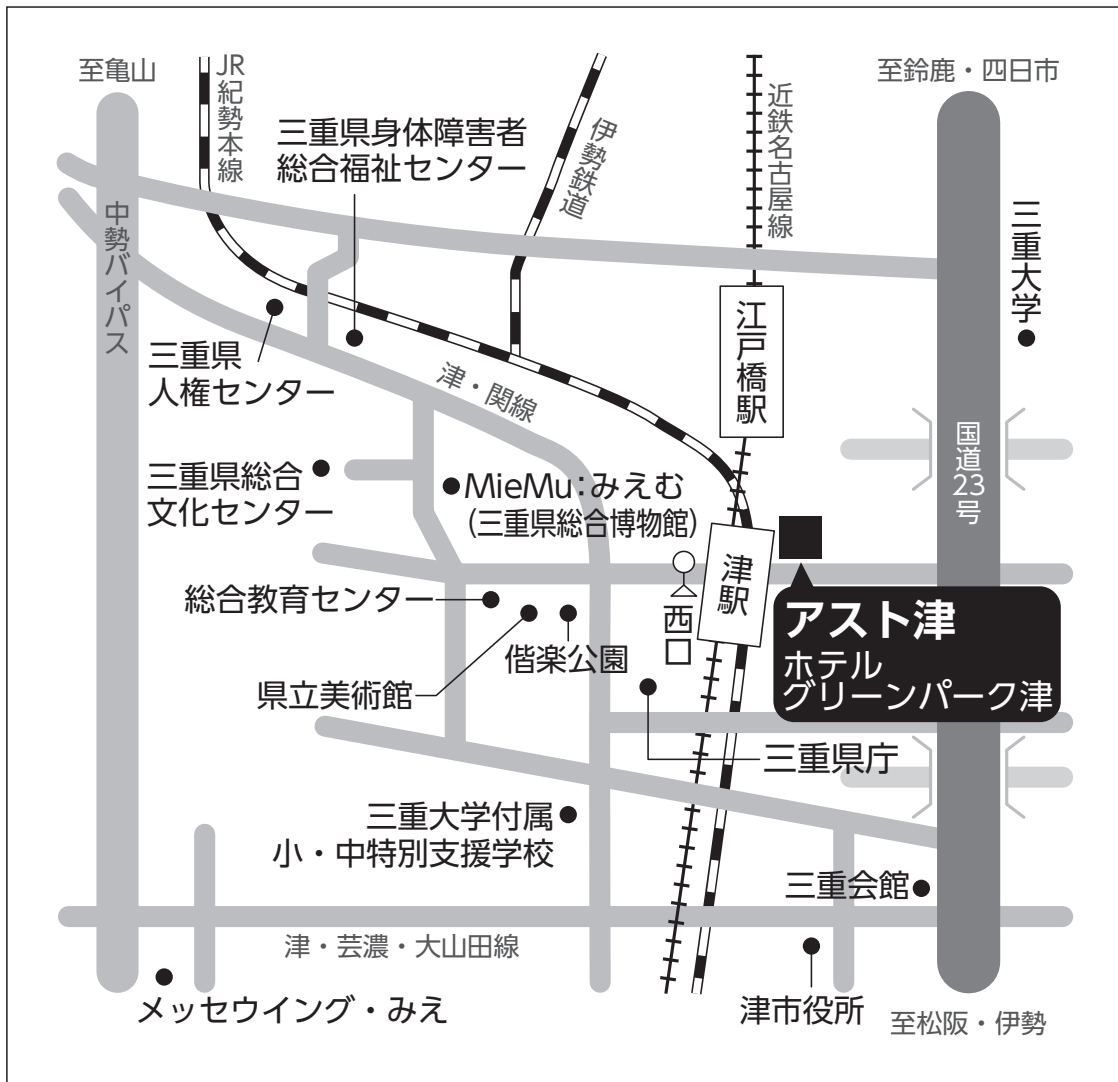 至亀山
JR紀勢本線
伊勢鉄道
近鉄名古屋線
至鈴鹿・四日市
三重県身体障害者
総合福祉センター
中勢バイパス
三重大学
江戸橋駅
三重県
人権センター
津・関線
国道23号
三重県総合
文化センター
MieMu:みえむ
(三重県総合博物館)
津駅
西口
総合教育センター
アスト津
ホテル
グリーンパーク津
偕楽公園
県立美術館
三重県庁
三重大学付属
小・中特別支援学校
三重会館
津・芸濃・大山田線
メッセウイング・みえ
津市役所
至松阪・伊勢